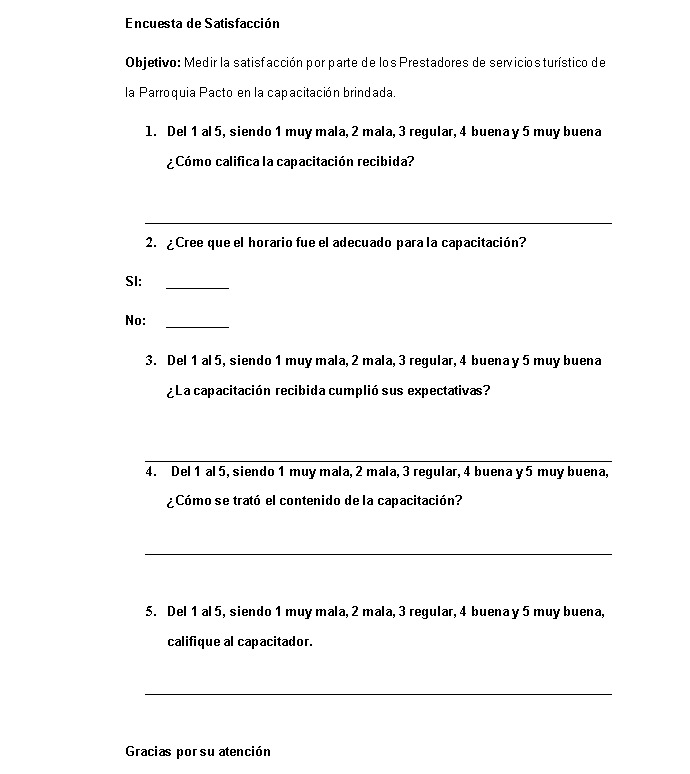 Encuesta de Satisfacción
Objetivo: Medir la satisfacción por parte de los Prestadores de servicios turístico de
la Parroquia Pacto en la capacitación brindada.
1. Del 1 al 5, siendo 1 muy mala, 2 mala, 3 regular, 4 buena y 5 muy buena
¿Cómo califica la capacitación recibida?
2. ¿Cree que el horario fue el adecuado para la capacitación?
SI: _________
No: _________
3. Del 1 al 5, siendo 1 muy mala, 2 mala, 3 regular, 4 buena y 5 muy buena
¿La capacitación recibida cumplió sus expectativas?
4. Del 1 al 5, siendo 1 muy mala, 2 mala, 3 regular, 4 buena y 5 muy buena,
¿Cómo se trató el contenido de la capacitación?
5. Del 1 al 5, siendo 1 muy mala, 2 mala, 3 regular, 4 buena y 5 muy buena,
califique al capacitador.
Gracias por su atención